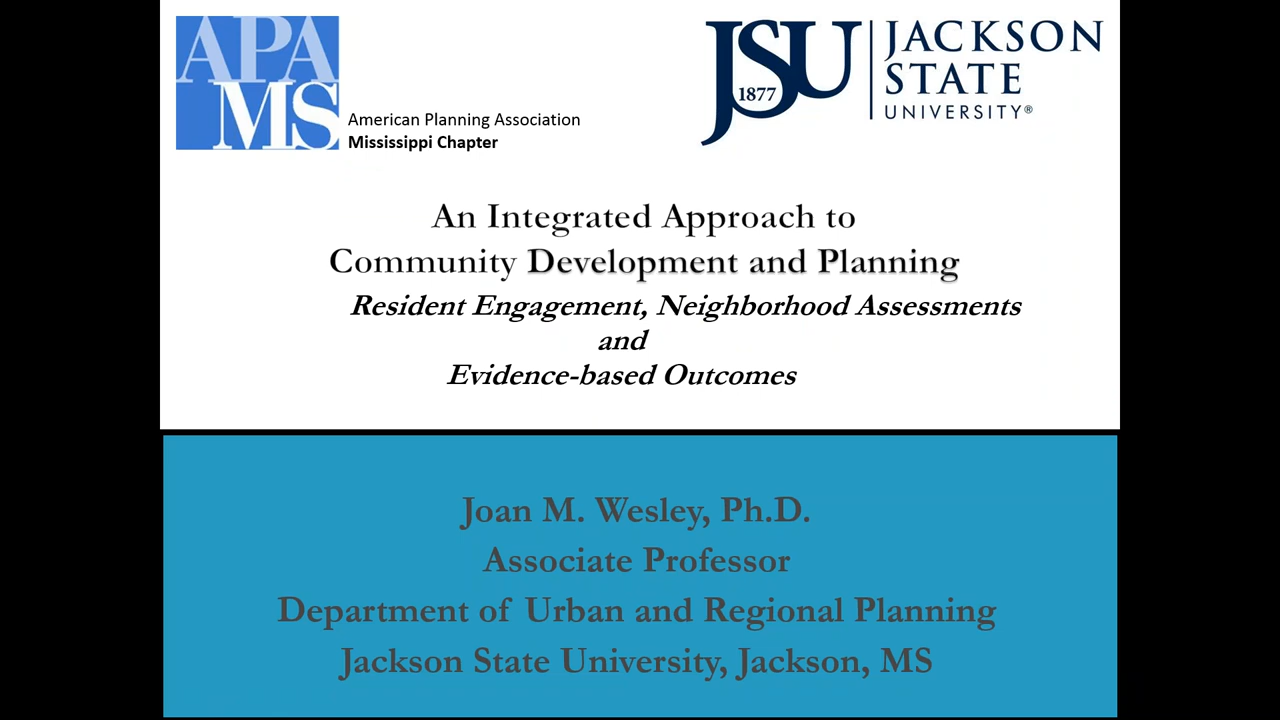 APA
MS
American Planning Association
Mississippi Chapter
JSU
1877
JACKSON
STATE
UNIVERSITY®
An Integrated Approach to
Community Development and Planning
Resident Engagement, Neighborhood Assessments
and
Evidence-based Outcomes
Joan M. Wesley, Ph.D.
Associate Professor
Department of Urban and Regional Planning
Jackson State University, Jackson, MS